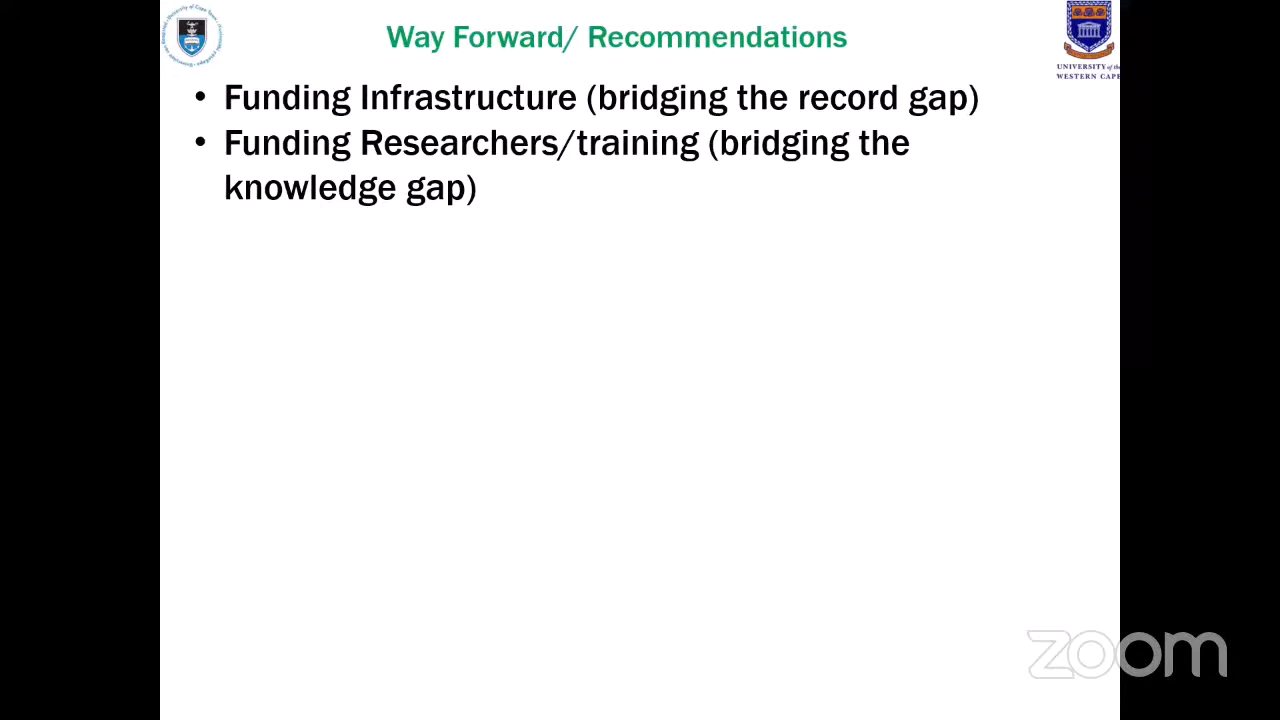 Way Forward/ Recommendations
UNIVERSITY of the
WESTERN CAPE
• Funding Infrastructure (bridging the record gap)
• Funding Researchers/training (bridging the
knowledge gap)
zoom